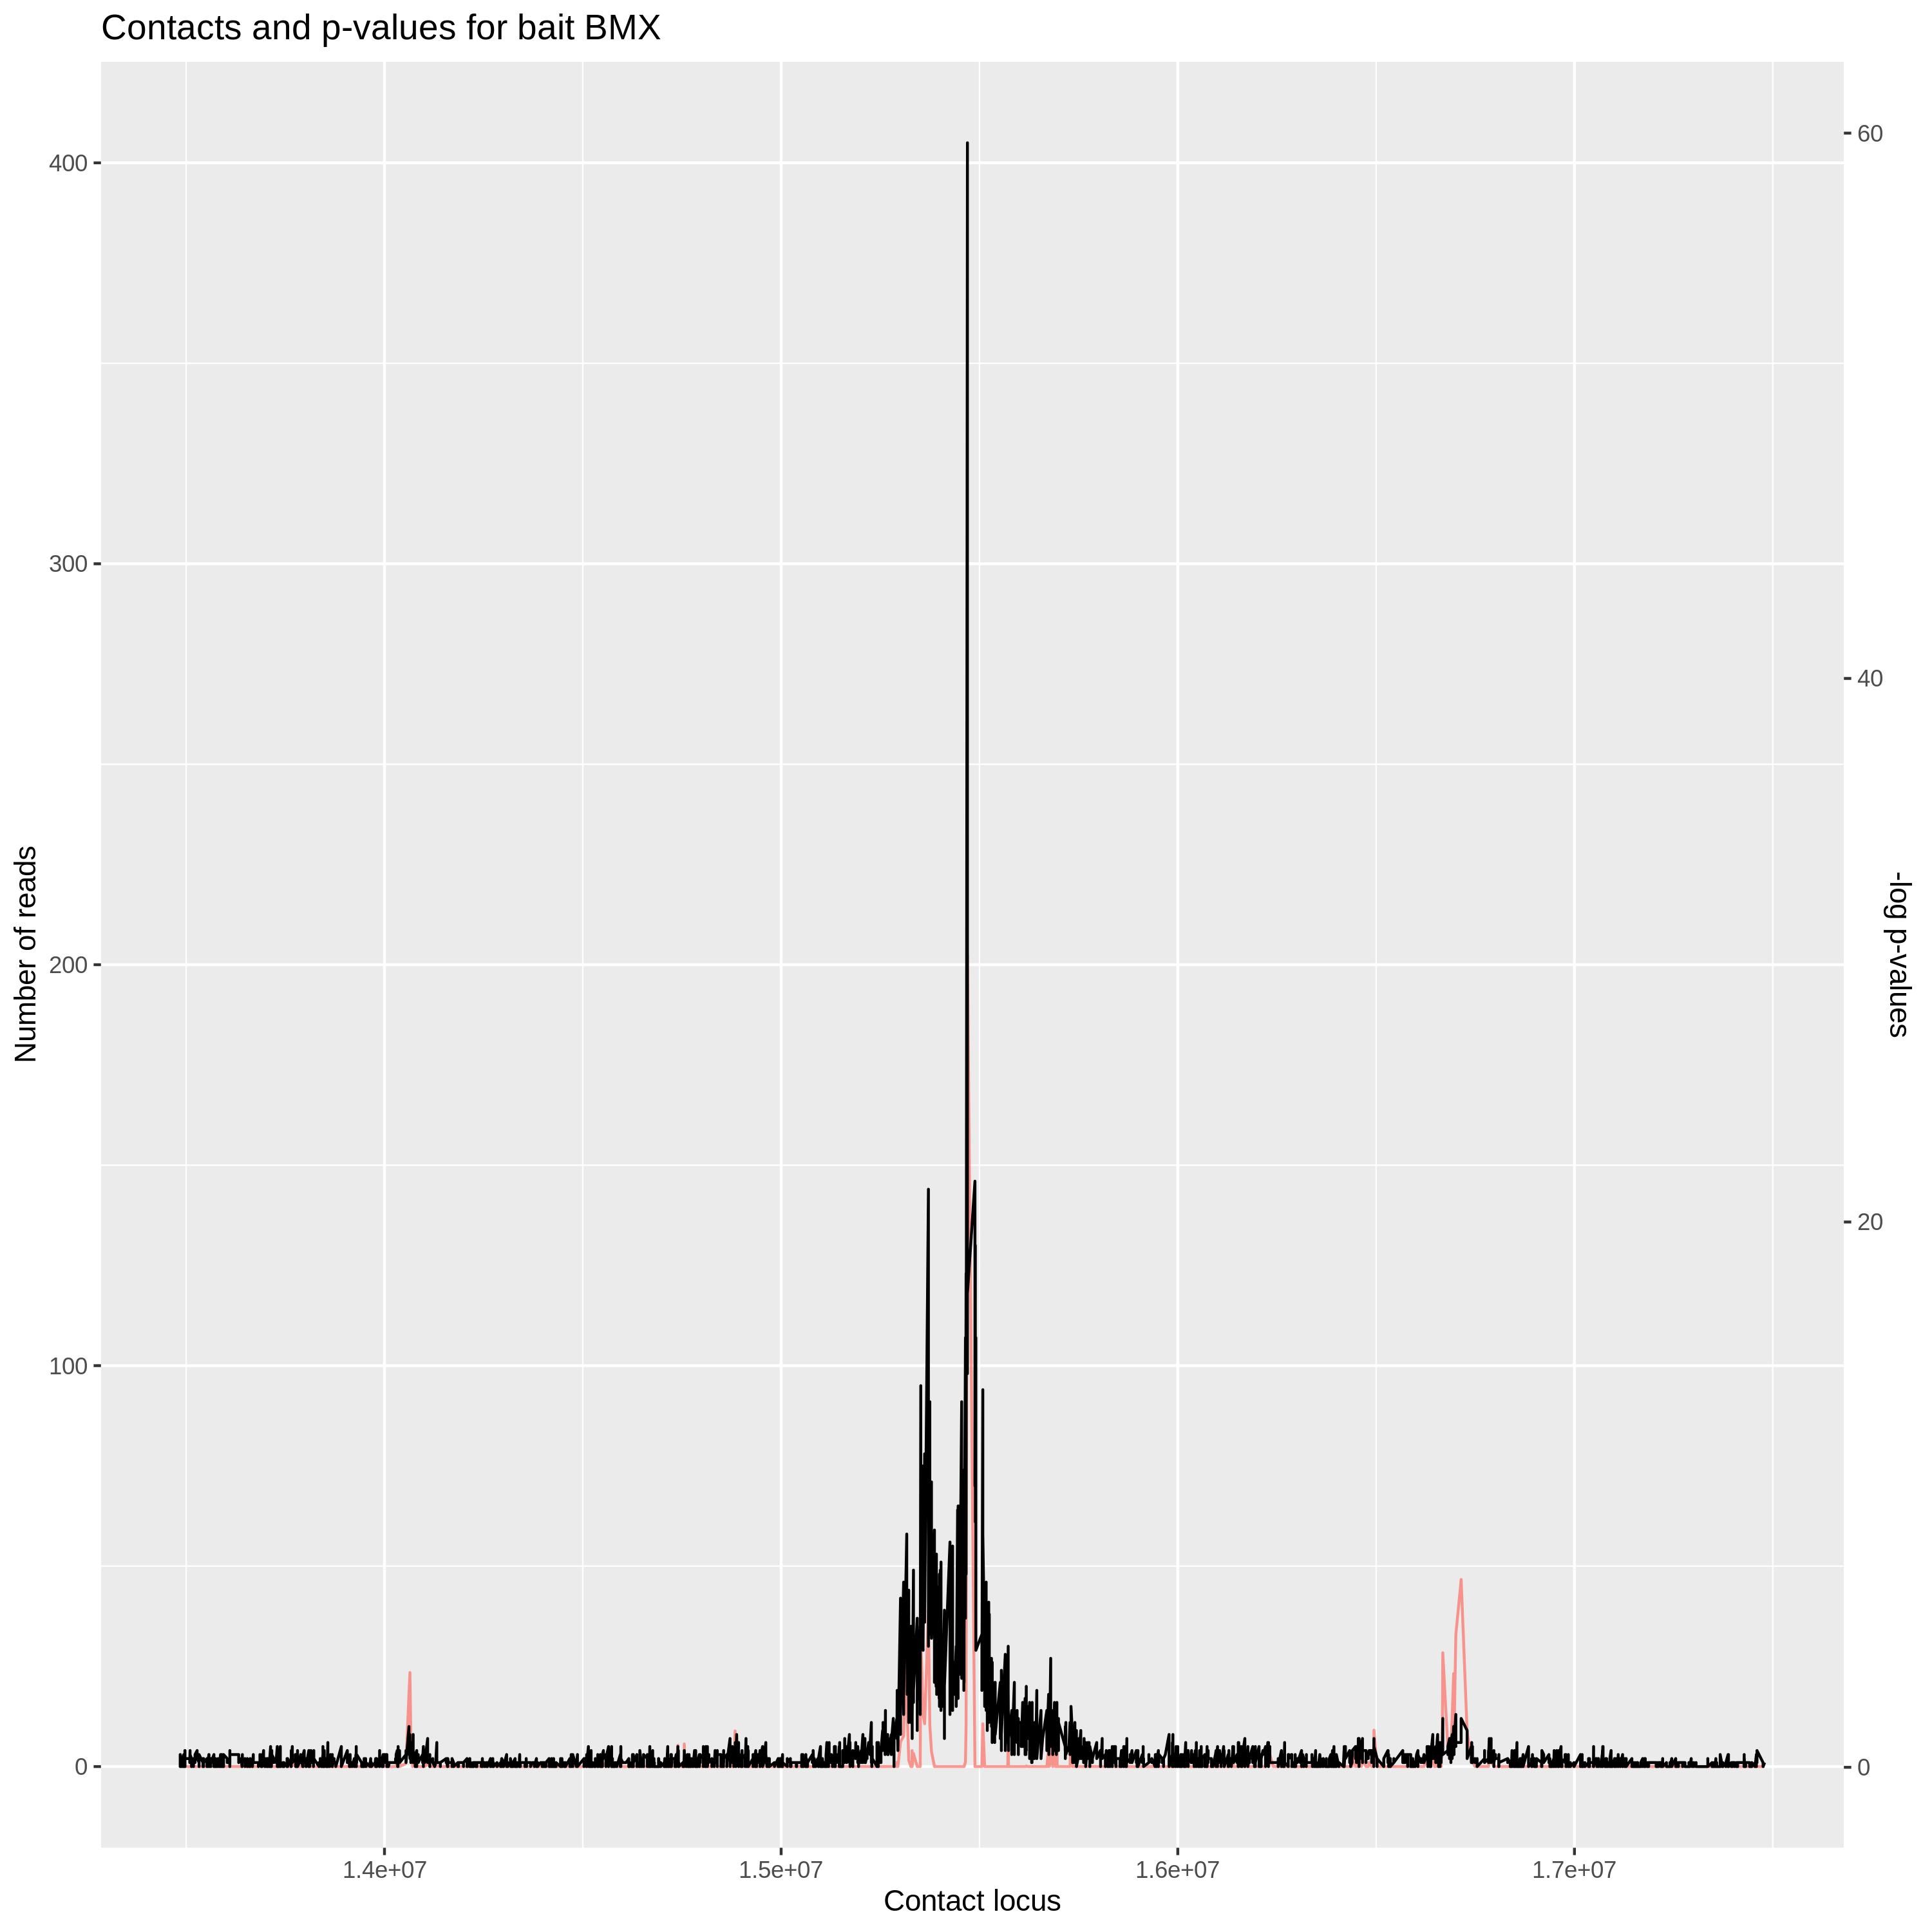 Contacts and p-values for bait BMX
400
300
200
100
0
Number of reads
60
40
20
0
-log p-values
1.4e+07
1.5e+07
1.6e+07
1.7e+07
Contact locus